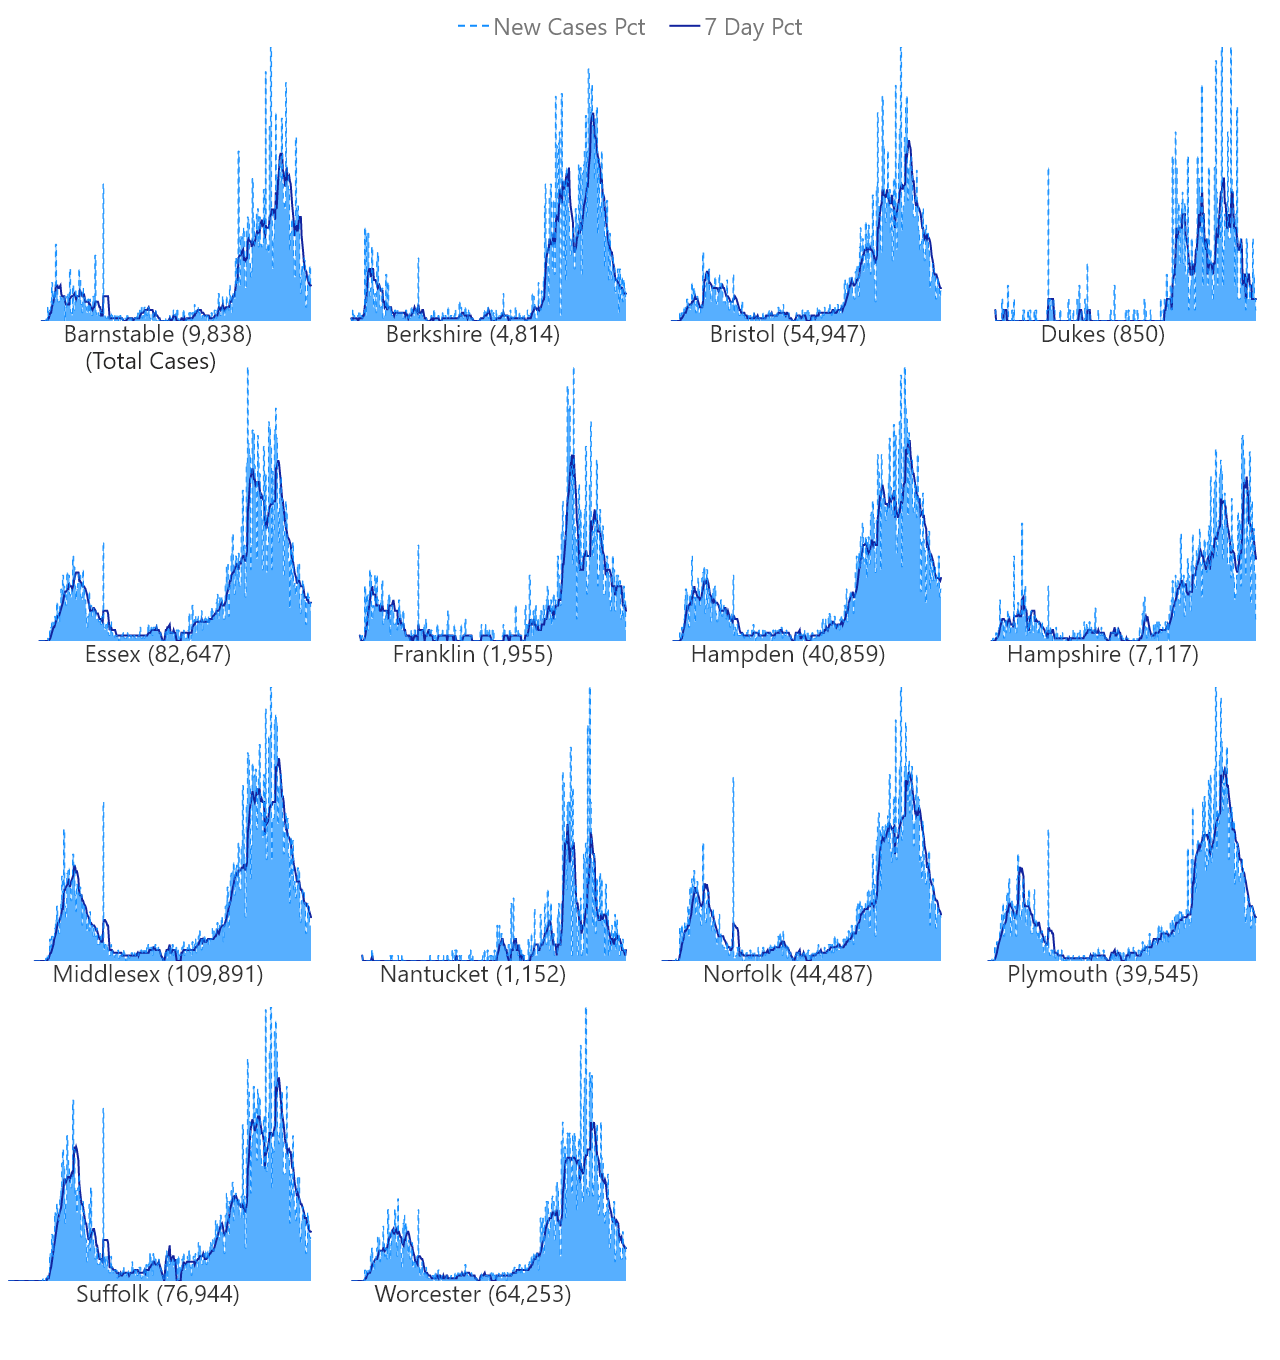 New Cases Pct 7 Day Pct
Barnstable (9,838) Berkshire (4,814) Bristol (54,947) Dukes (850)
(Total Cases)
Essex (82,647) Franklin (1,955) Hampden (40,859) Hampshire (7,117)
Middlesex (109,891) Nantucket (1,152) Norfolk (44,487) Plymouth (39,545)
Suffolk (76,944) Worcester (64,253)